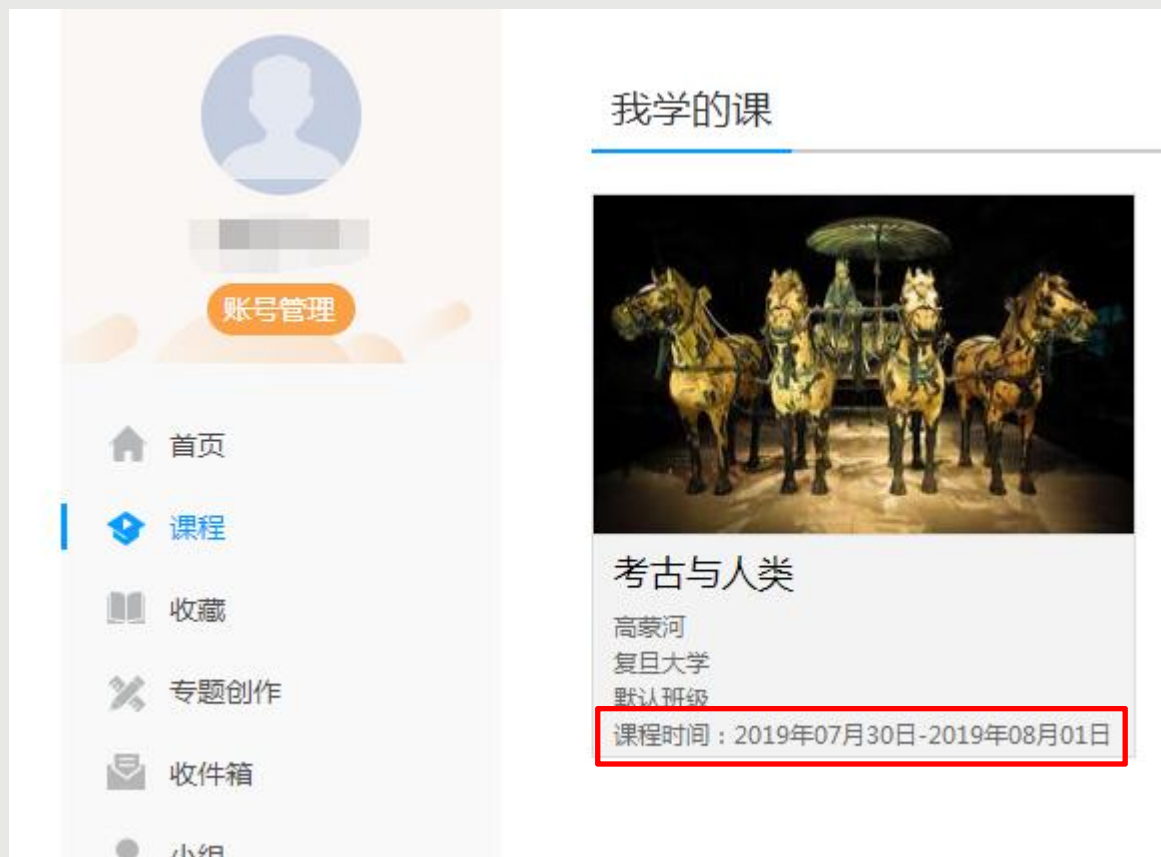 账号管理
首页
课程
收藏
专题创作
收件箱
小组
我学的课
考古与人类
高蒙河
复旦大学
默认班级
课程时间：2019年07月30日-2019年08月01日